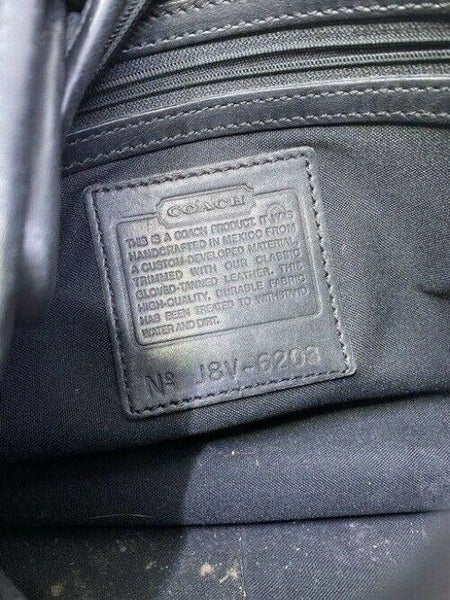 COACH®
THIS IS A COACH PRODUCT. IT WAS
HANDCRAFTED IN MEXICO FROM
A CUSTOM-DEVELOPED MATERIAL,
TRIMMED WITH OUR CLASSIC
GLOVE-TANNED LEATHER. THIS
HIGH-QUALITY, DURABLE FABRIC
HAS BEEN TREATED TO WITHSTAND
WATER AND DIRT.
Nº J8V-6203